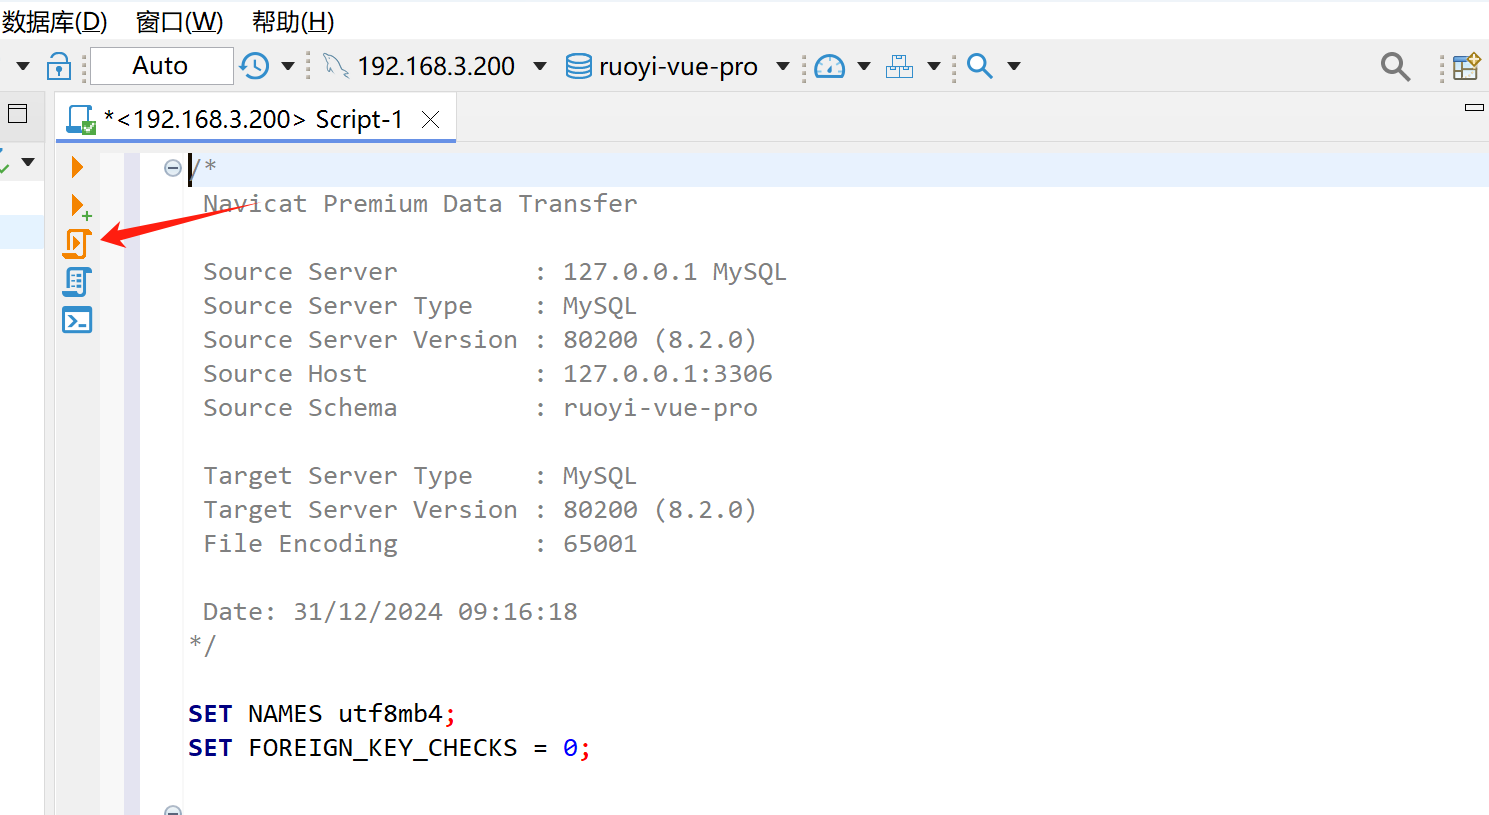 数据库(D) 窗口(W) 帮助(H)
Auto 192.168.3.200 ruoyi-vue-pro
*<192.168.3.200> Script-1
/*
Navicat Premium Data Transfer
Source Server : 127.0.0.1 MySQL
Source Server Type : MySQL
Source Server Version : 80200 (8.2.0)
Source Host : 127.0.0.1:3306
Source Schema : ruoyi-vue-pro
Target Server Type : MySQL
Target Server Version : 80200 (8.2.0)
File Encoding : 65001
Date: 31/12/2024 09:16:18
*/
SET NAMES utf8mb4;
SET FOREIGN_KEY_CHECKS = 0;